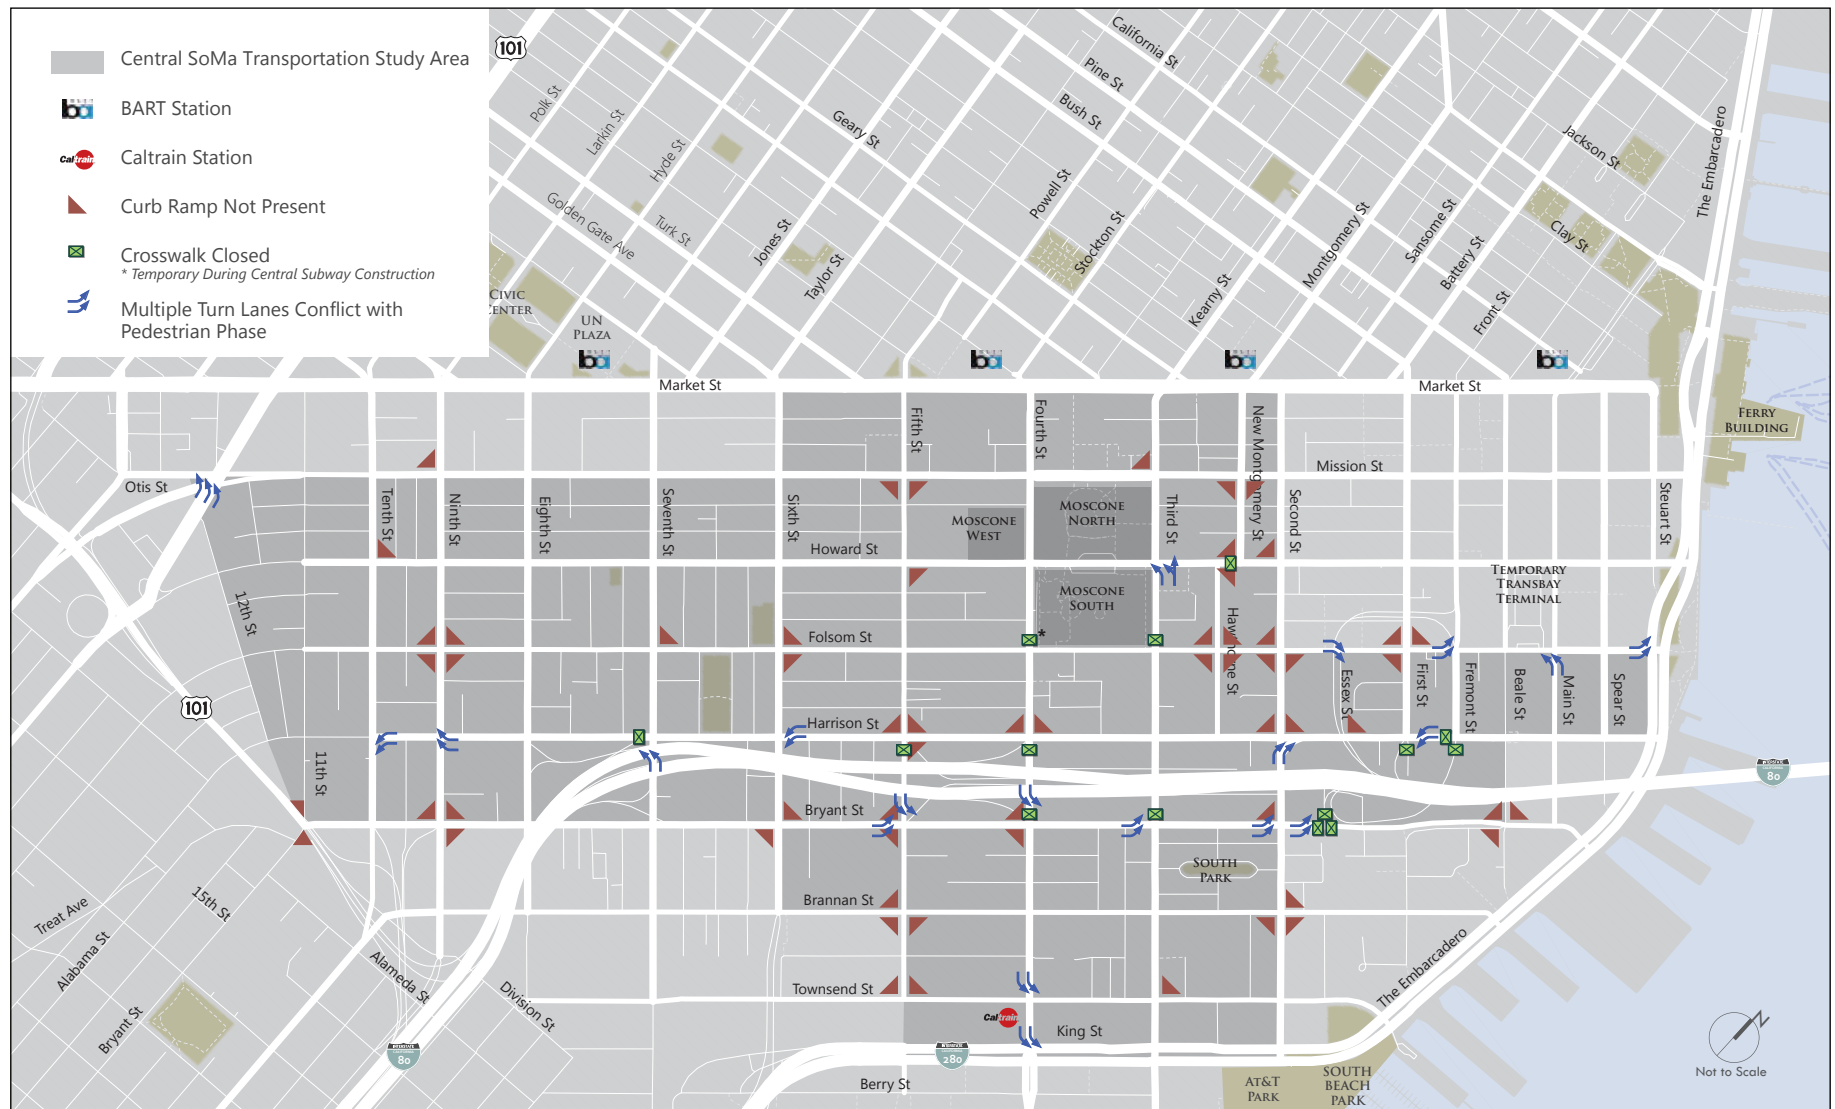 Central SoMa Transportation Study Area
BART Station
Caltrain Station
Curb Ramp Not Present
Crosswalk Closed
* Temporary During Central Subway Construction
Multiple Turn Lanes Conflict with
Pedestrian Phase
101
California St
Pine St
Bush St
Geary St
Polk St
Larkin St
Hyde St
Golden Gate Ave
Turk St
Jones St
Taylor St
Powell St
Stockton St
Kearny St
Montgomery St
Sansome St
Battery St
Front St
Jackson St
Clay St
The Embarcadero
CIVIC
CENTER
UN
PLAZA
ba
ba
ba
ba
Market St
Market St
FERRY
BUILDING
Otis St
Mission St
Tenth St
Ninth St
Eighth St
Seventh St
Sixth St
Fifth St
Fourth St
Third St
New Montgomery St
Second St
Steuart St
MOSCONE
WEST
MOSCONE
NORTH
MOSCONE
SOUTH
Howard St
TEMPORARY
TRANSBAY
TERMINAL
12th St
Folsom St
*
Hawthorne St
Essex St
First St
Fremont St
Beale St
Main St
Spear St
101
Harrison St
11th St
INTERSTATE
80
Bryant St
SOUTH
PARK
Brannan St
15th St
Treat Ave
Alabama St
Bryant St
Alameda St
Division St
Townsend St
Caltrain
King St
The Embarcadero
INTERSTATE
80
INTERSTATE
280
Berry St
AT&T
PARK
SOUTH
BEACH
PARK
N
Not to Scale